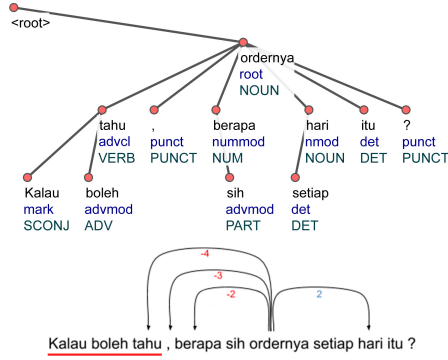 <root>
ordernya
root
NOUN
tahu , berapa hari itu ?
advcl punct nummod nmod det punct
VERB PUNCT NUM NOUN DET PUNCT
Kalau boleh sih setiap
mark advmod advmod det
SCONJ ADV PART DET
-4
-3
-2 2
Kalau boleh tahu , berapa sih ordernya setiap hari itu ?